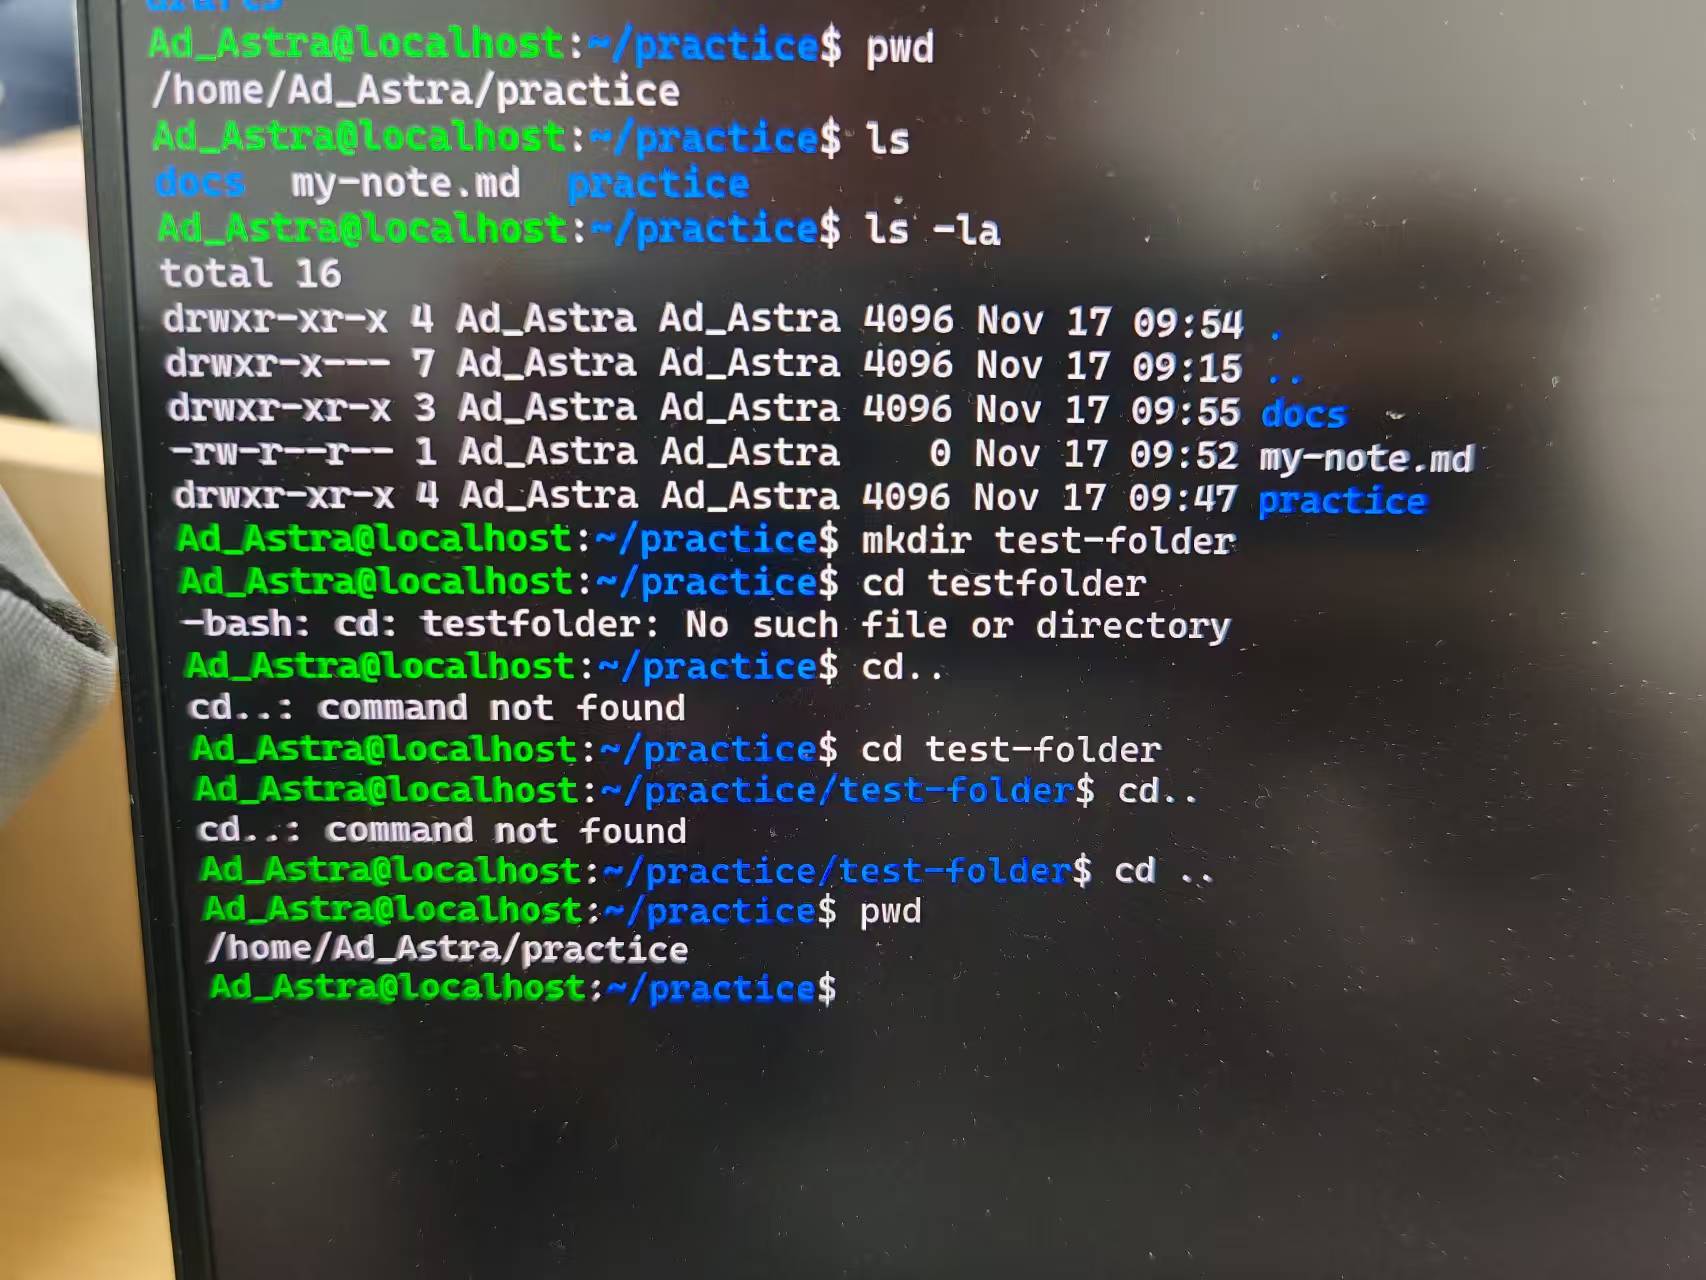 drafts
Ad_Astra@localhost:~/practice$ pwd
/home/Ad_Astra/practice
Ad_Astra@localhost:~/practice$ ls
docs  my-note.md  practice
Ad_Astra@localhost:~/practice$ ls -la
total 16
drwxr-xr-x 4 Ad_Astra Ad_Astra 4096 Nov 17 09:54 .
drwxr-x--- 7 Ad_Astra Ad_Astra 4096 Nov 17 09:15 ..
drwxr-xr-x 3 Ad_Astra Ad_Astra 4096 Nov 17 09:55 docs
-rw-r--r-- 1 Ad_Astra Ad_Astra    0 Nov 17 09:52 my-note.md
drwxr-xr-x 4 Ad_Astra Ad_Astra 4096 Nov 17 09:47 practice
Ad_Astra@localhost:~/practice$ mkdir test-folder
Ad_Astra@localhost:~/practice$ cd testfolder
-bash: cd: testfolder: No such file or directory
Ad_Astra@localhost:~/practice$ cd..
cd..: command not found
Ad_Astra@localhost:~/practice$ cd test-folder
Ad_Astra@localhost:~/practice/test-folder$ cd..
cd..: command not found
Ad_Astra@localhost:~/practice/test-folder$ cd ..
Ad_Astra@localhost:~/practice$ pwd
/home/Ad_Astra/practice
Ad_Astra@localhost:~/practice$